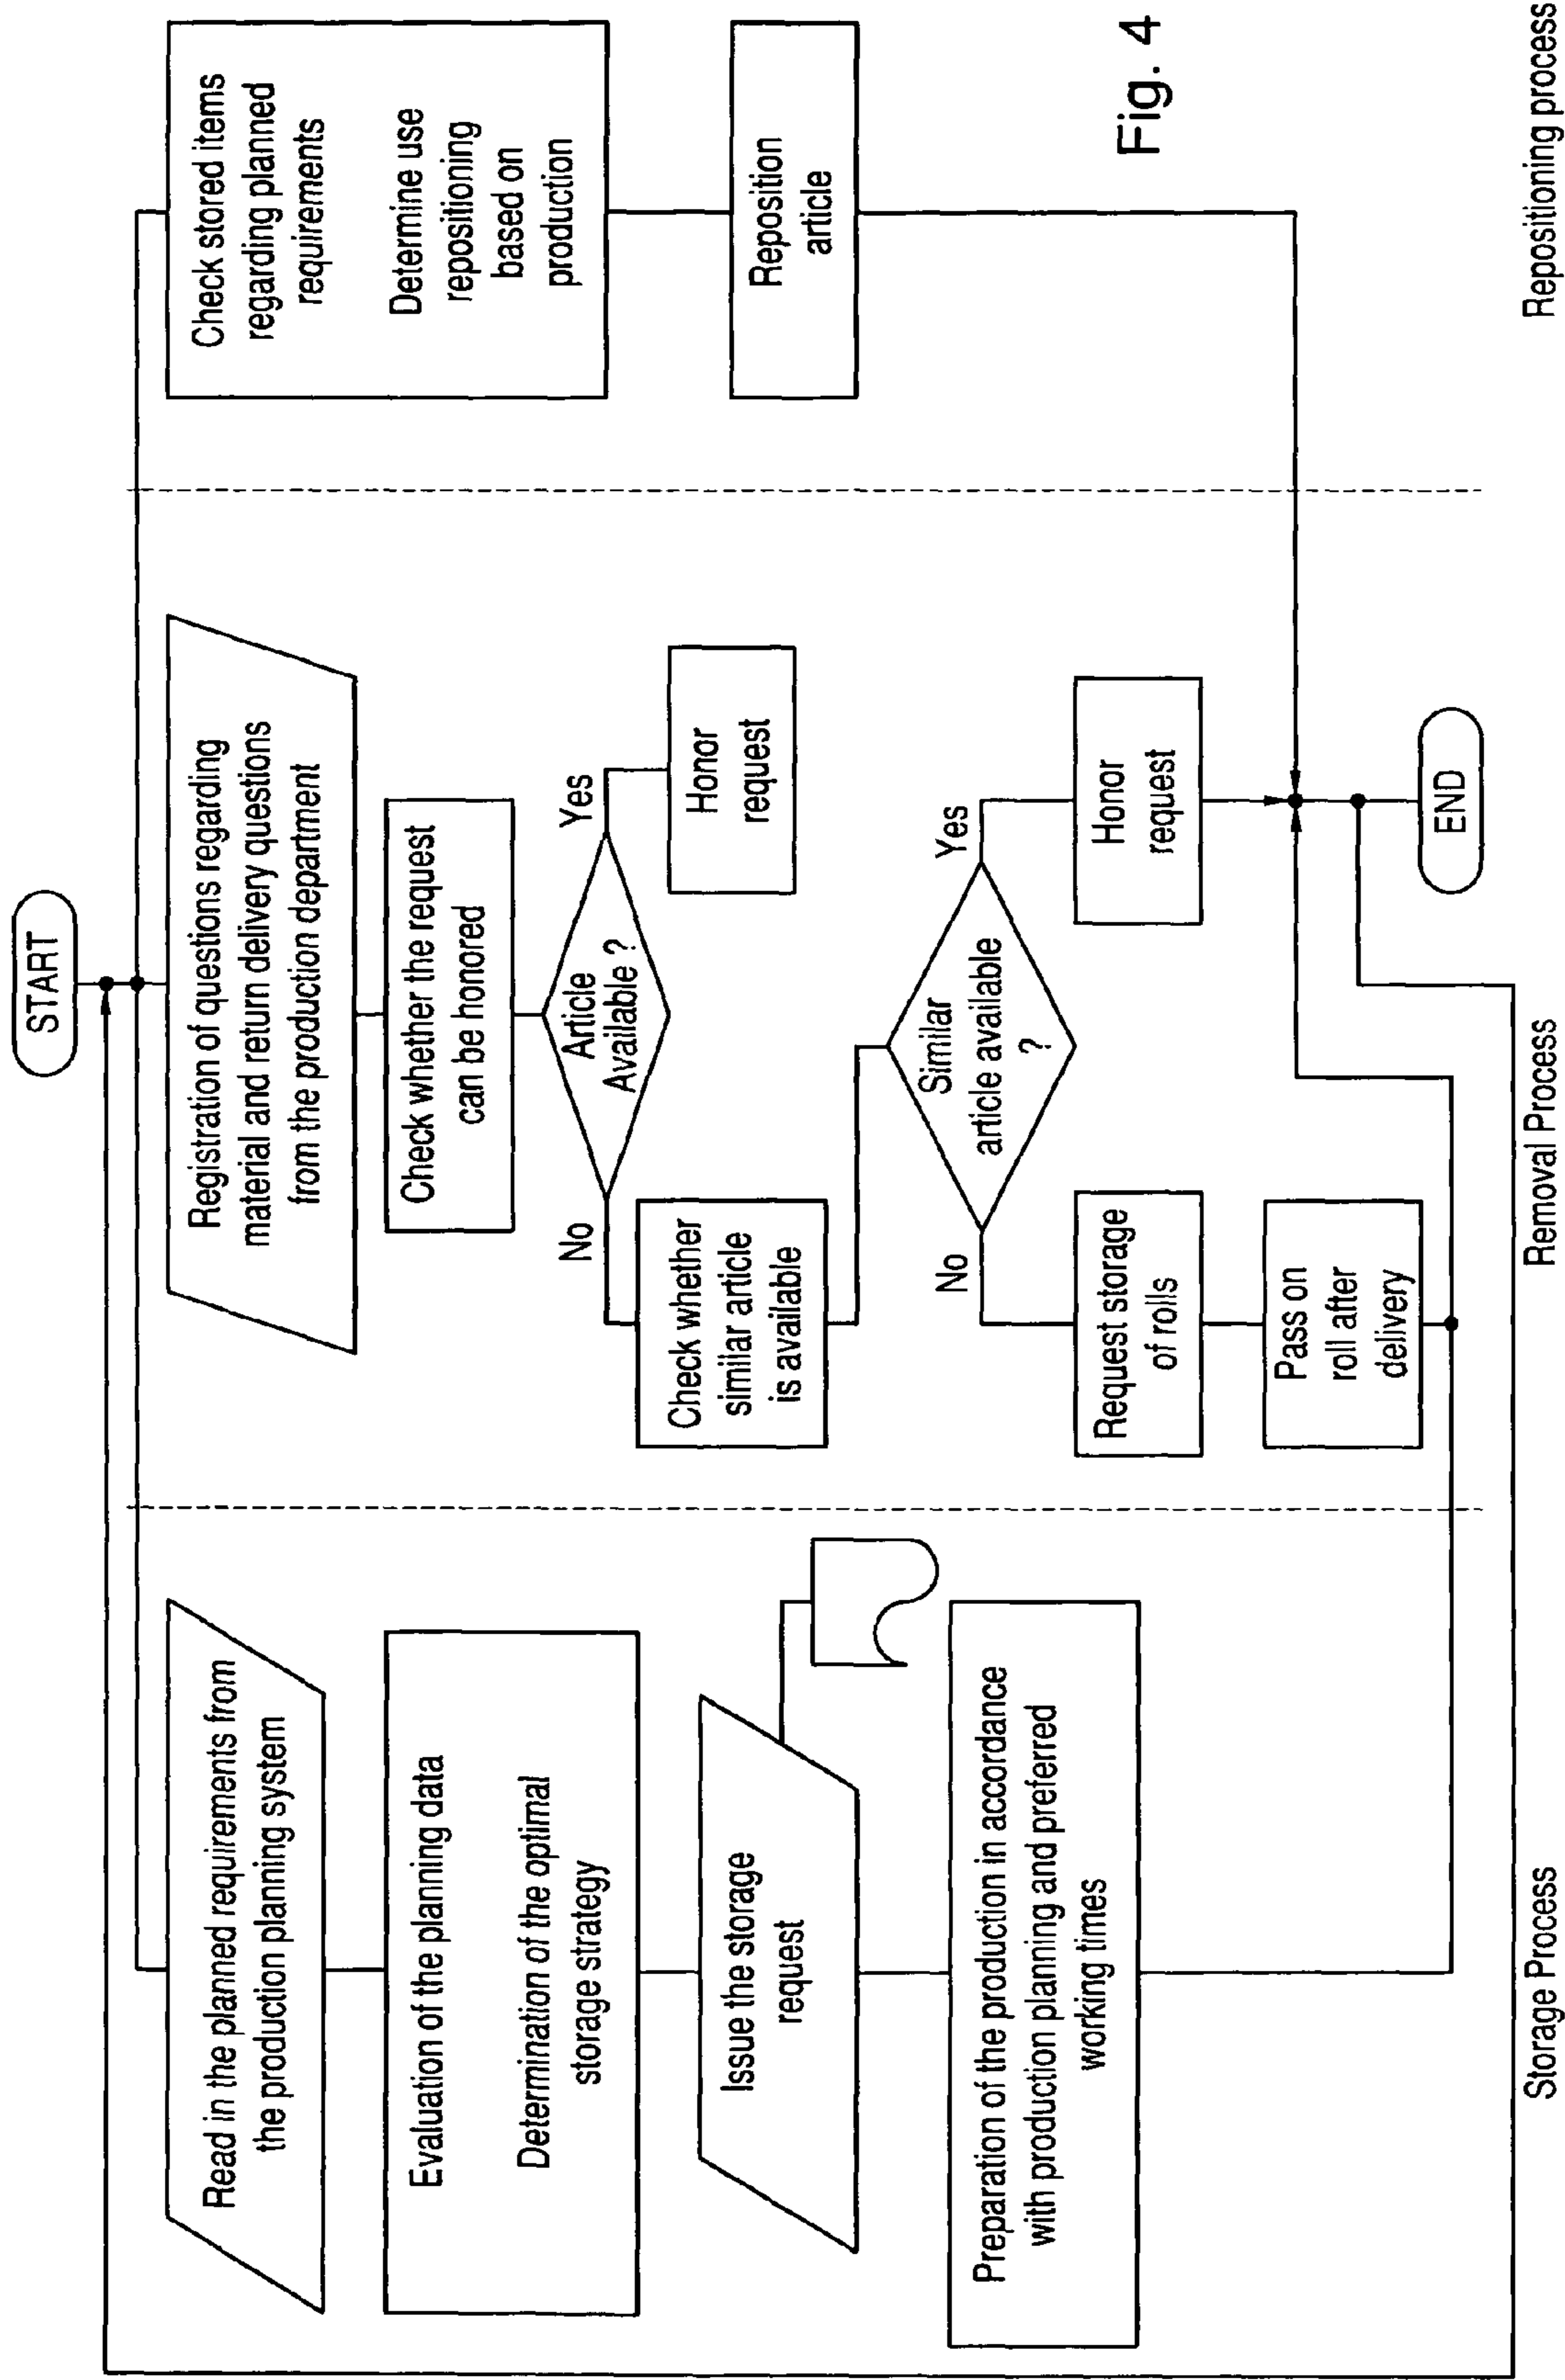 START
Read in the planned requirements from
the production planning system
Evaluation of the planning data
Determination of the optimal
storage strategy
Issue the storage
request
Preparation of the production in accordance
with production planning and preferred
working times
Storage Process
Registration of questions regarding
material and return delivery questions
from the production department
Check whether the request
can be honored
Article
Available ?
No
Yes
Honor
request
Check whether
similar article
is available
Similar
article available
?
No
Yes
Request storage
of rolls
Pass on
roll after
delivery
Honor
request
END
Removal Process
Check stored items
regarding planned
requirements
Determine use
repositioning
based on
production
Reposition
article
Fig. 4
Repositioning process